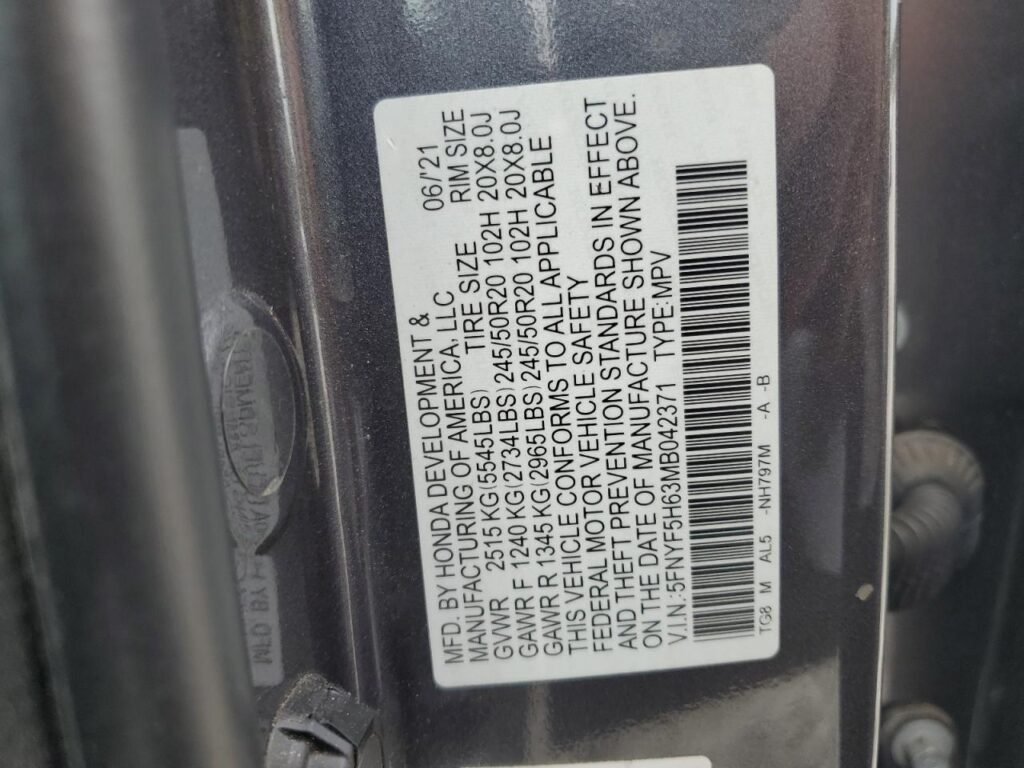 MFD. BY HONDA DEVELOPMENT & 06/'21
MANUFACTURING OF AMERICA, LLC RIM SIZE
GVWR 2515 KG(5545LBS) TIRE SIZE
GAWR F 1240 KG(2734LBS) 245/50R20 102H 20X8.0J
GAWR R 1345 KG(2965LBS) 245/50R20 102H 20X8.0J
THIS VEHICLE CONFORMS TO ALL APPLICABLE
FEDERAL MOTOR VEHICLE SAFETY
AND THEFT PREVENTION STANDARDS IN EFFECT
ON THE DATE OF MANUFACTURE SHOWN ABOVE.
V.I.N.:5FNYF5H63MB042371 TYPE:MPV
TG8 M AL5 -NH797M -A -B